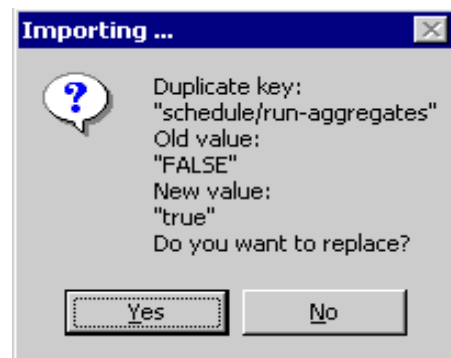 Importing ...
Duplicate key:
"schedule/run-aggregates"
Old value:
"FALSE"
New value:
"true"
Do you want to replace?
Yes
No